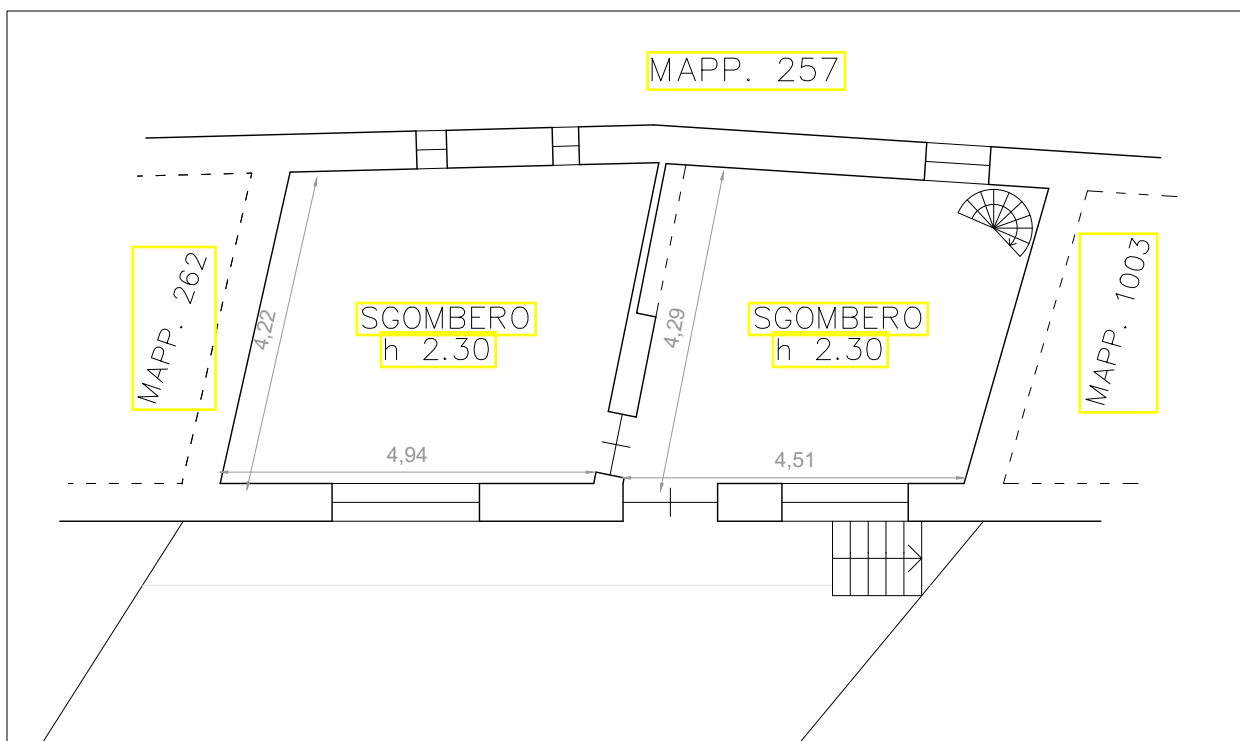 MAPP. 257
MAPP. 262
SGOMBERO
h 2.30
4,22
4,94
SGOMBERO
h 2.30
4,29
4,51
MAPP. 1003